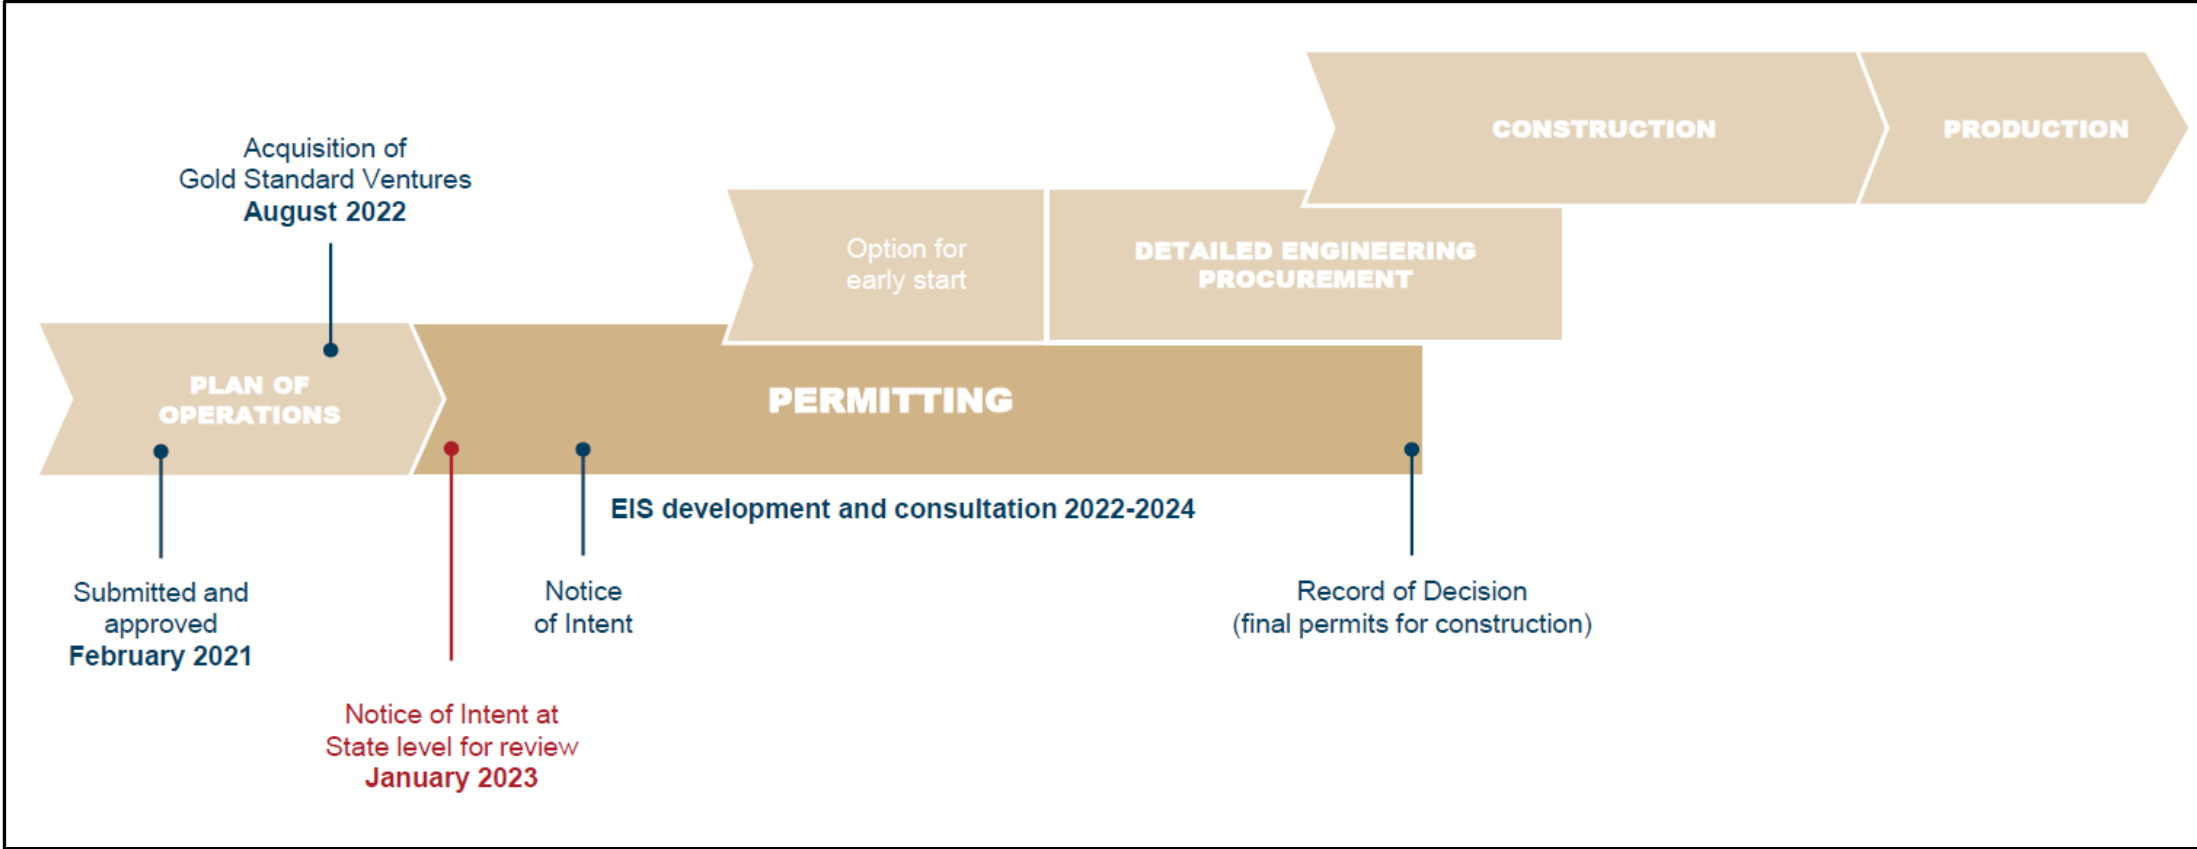 CONSTRUCTION
PRODUCTION
Acquisition of
Gold Standard Ventures
August 2022
Option for
early start
DETAILED ENGINEERING
PROCUREMENT
PLAN OF
OPERATIONS
PERMITTING
EIS development and consultation 2022-2024
Submitted and
approved
February 2021
Notice
of Intent
Record of Decision
(final permits for construction)
Notice of Intent at
State level for review
January 2023